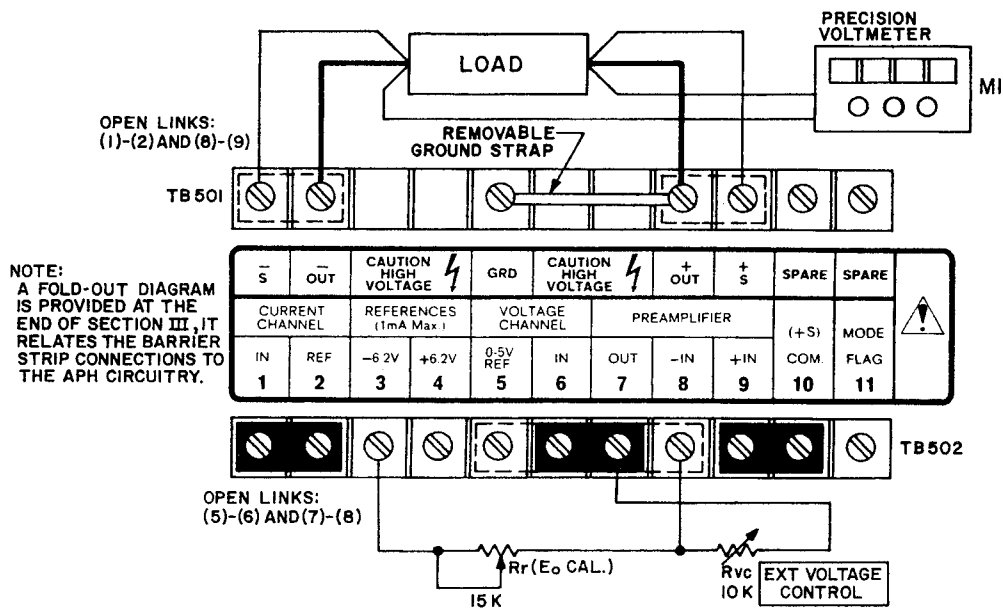 PRECISION
VOLTMETER
LOAD
M1
OPEN LINKS:
(1)-(2) AND (8)-(9)
REMOVABLE
GROUND STRAP
TB501
NOTE:
A FOLD-OUT DIAGRAM
IS PROVIDED AT THE
END OF SECTION III, IT
RELATES THE BARRIER
STRIP CONNECTIONS TO
THE APH CIRCUITRY.
– S
– OUT
CAUTION
HIGH
VOLTAGE
GRD
CAUTION
HIGH
VOLTAGE
+ OUT
+ S
SPARE
SPARE
CURRENT
CHANNEL
REFERENCES
(1mA Max.)
VOLTAGE
CHANNEL
PREAMPLIFIER
(+S)
COM.
MODE
FLAG
IN
REF
–6.2V
+6.2V
0-5V
REF
IN
OUT
-IN
+IN
1
2
3
4
5
6
7
8
9
10
11
TB502
OPEN LINKS:
(5)-(6) AND (7)-(8)
Rr (Eo CAL.)
15K
Rvc
10K
EXT VOLTAGE
CONTROL